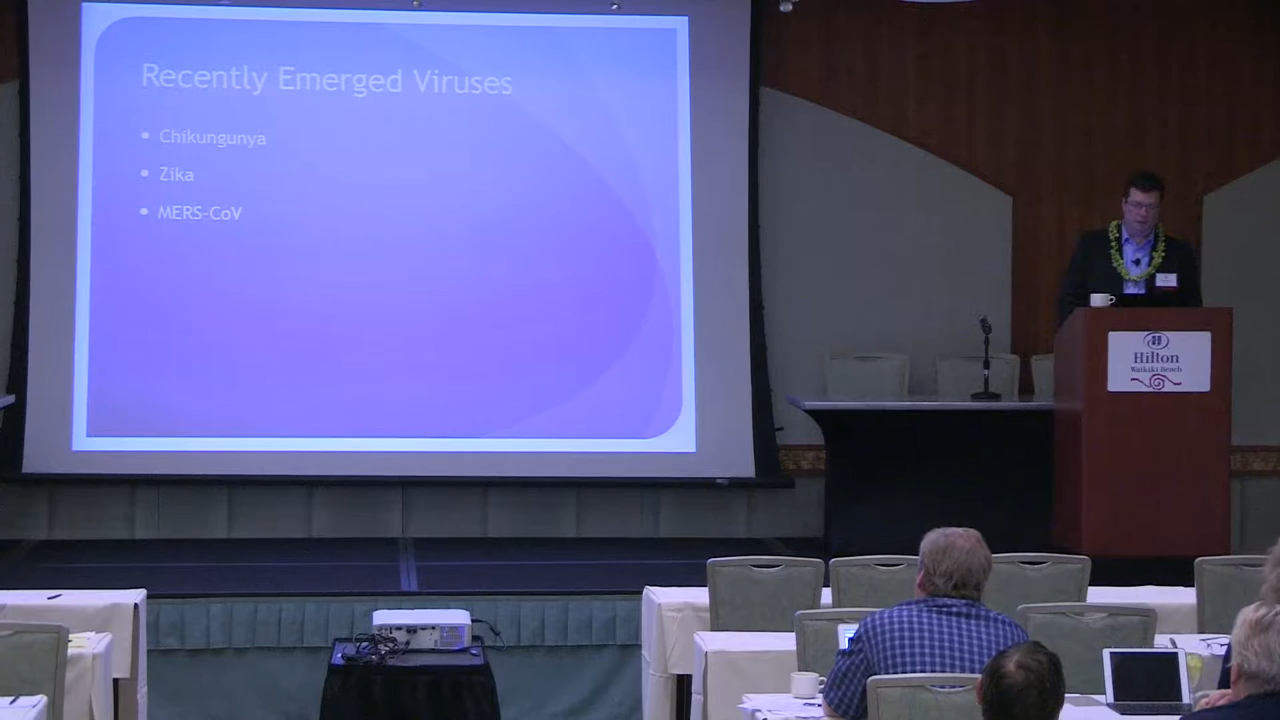 Recently Emerged Viruses
• Chikungunya
• Zika
• MERS-CoV
Hilton
Waikiki Beach